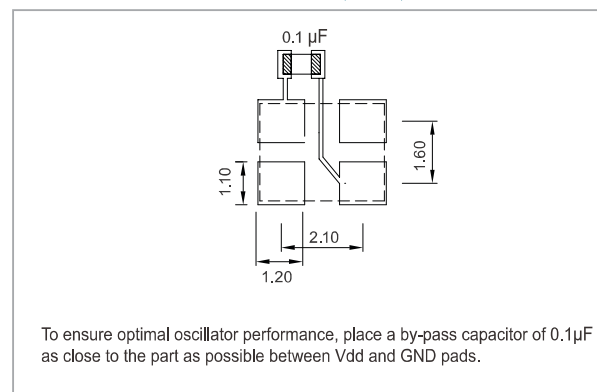 0.1 µF
1.60
1.10
2.10
1.20
To ensure optimal oscillator performance, place a by-pass capacitor of 0.1µF
as close to the part as possible between Vdd and GND pads.